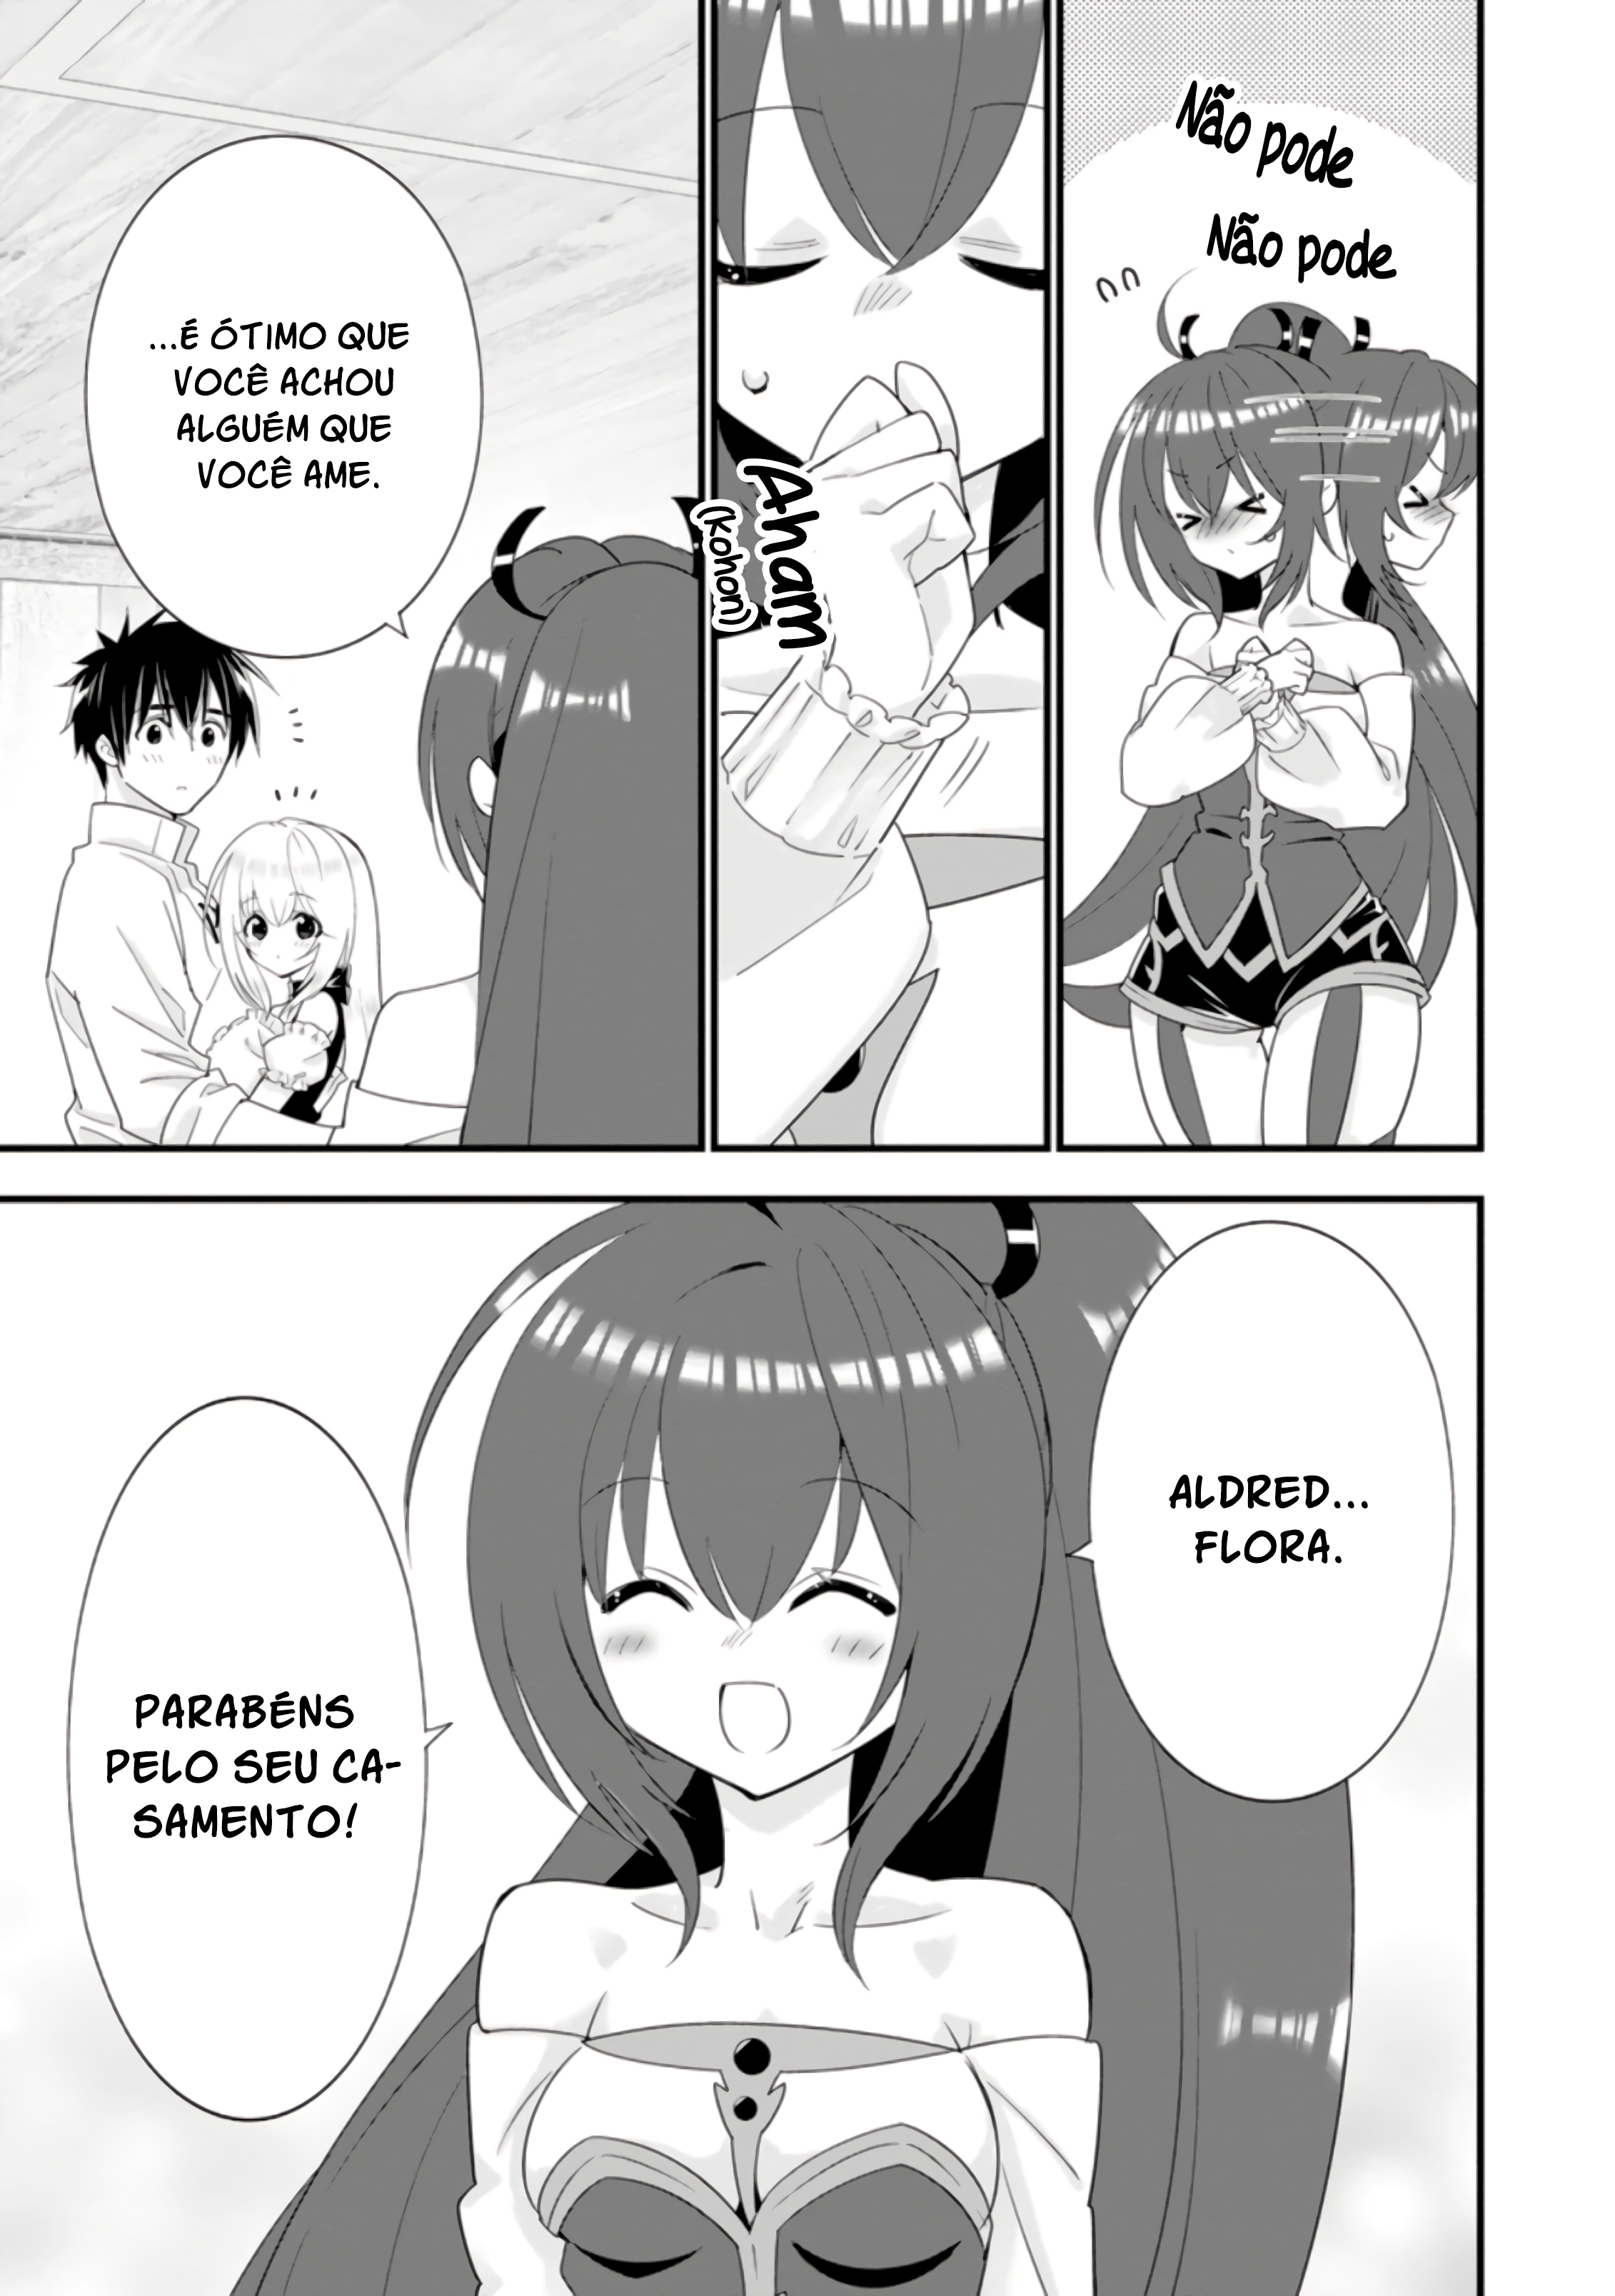 Não pode
Não pode
Aham
(Kohon)
...É ÓTIMO QUE
VOCÊ ACHOU
ALGUÉM QUE
VOCÊ AME.
ALDRED...
FLORA.
PARABÉNS
PELO SEU CA-
SAMENTO!